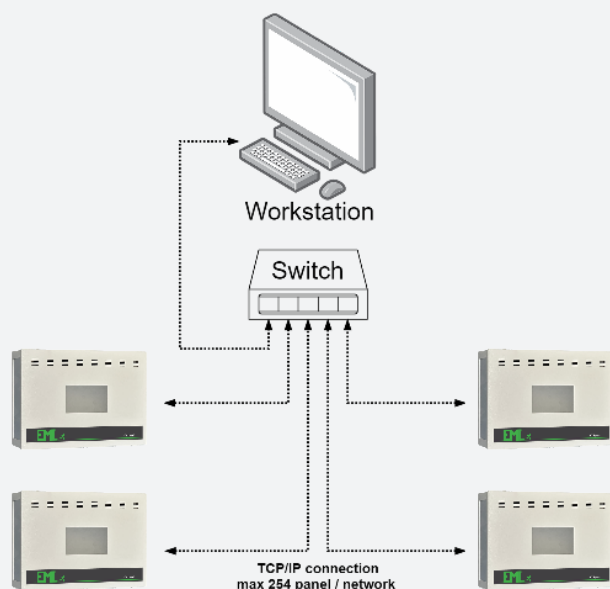 Workstation
Switch
EML
EML
EML
EML
TCP/IP connection
max 254 panel / network